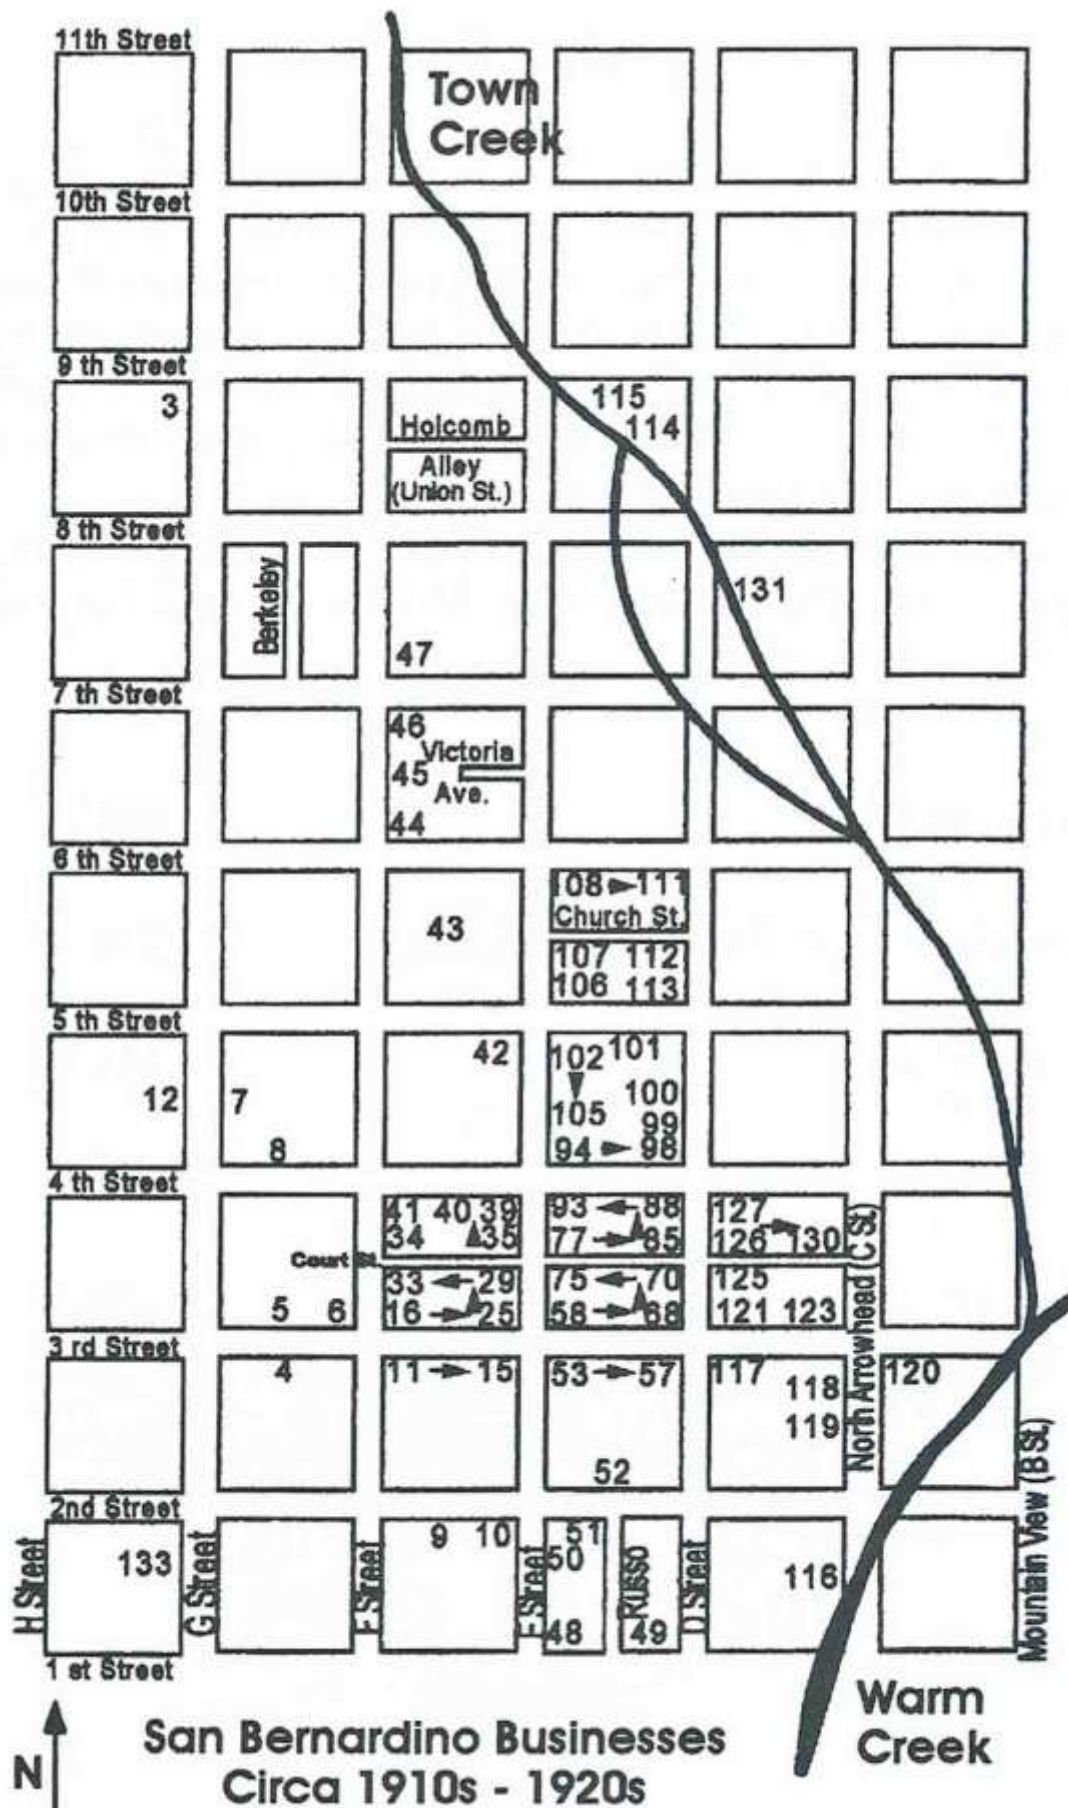 11th Street
Town
Creek
10th Street
9 th Street
3
115
Holcomb
114
Alley
(Union St.)
8 th Street
Berkeley
131
47
7 th Street
46
Victoria
45
Ave.
44
6 th Street
108 111
Church St.
43
107 112
106 113
5 th Street
42
102 101
12
7
100
105
99
8
94 98
4 th Street
41 40 39
93 88
127
34 35
77 85
126 130
Court St.
33 29
75 70
125
5 6
16 25
58 68
121 123
North Arrowhead (C St.)
3 rd Street
4
11 15
53 57
117
118
120
119
52
Mountain View (B St.)
2nd Street
H Street
133
G Street
F Street
9 10
E Street
51
50
48
Russo
49
D Street
116
1 st Street
Warm
Creek
N
San Bernardino Businesses
Circa 1910s - 1920s